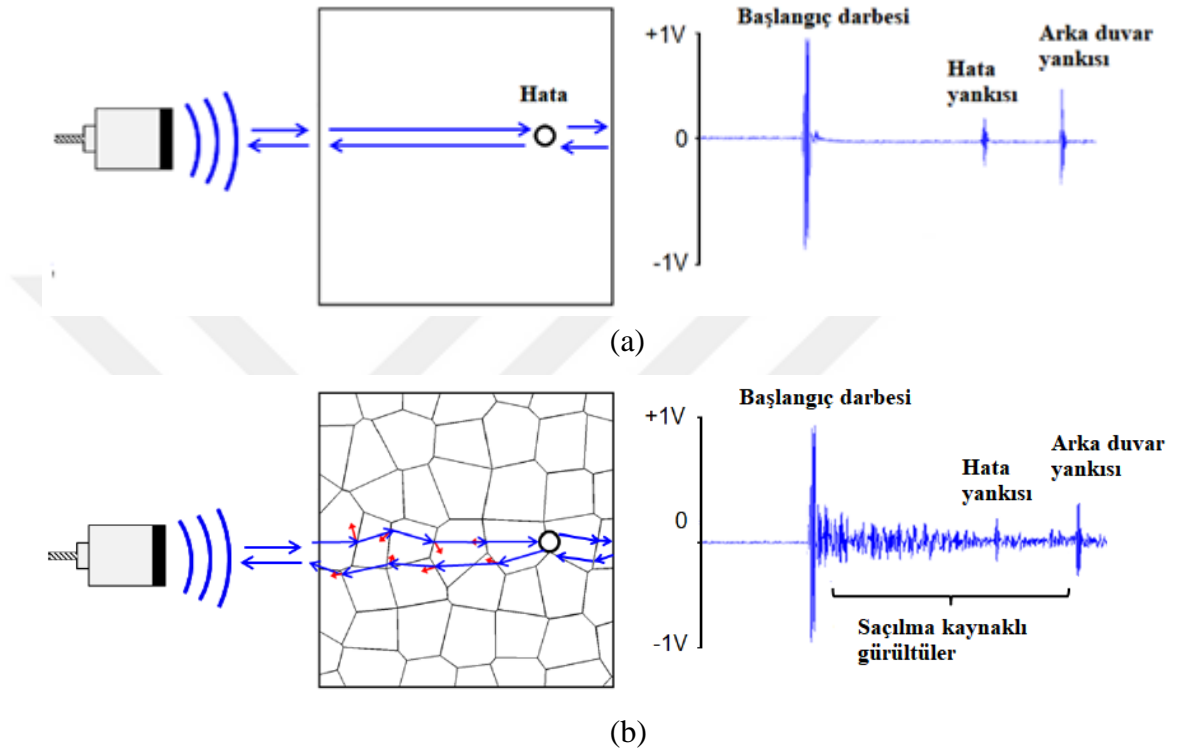 Başlangıç darbesi
+1V
Arka duvar
yankısı
Hata
yankısı
Hata
0
-1V
(a)
Başlangıç darbesi
+1V
Arka duvar
yankısı
Hata
yankısı
0
Saçılma kaynaklı
gürültüler
-1V
(b)